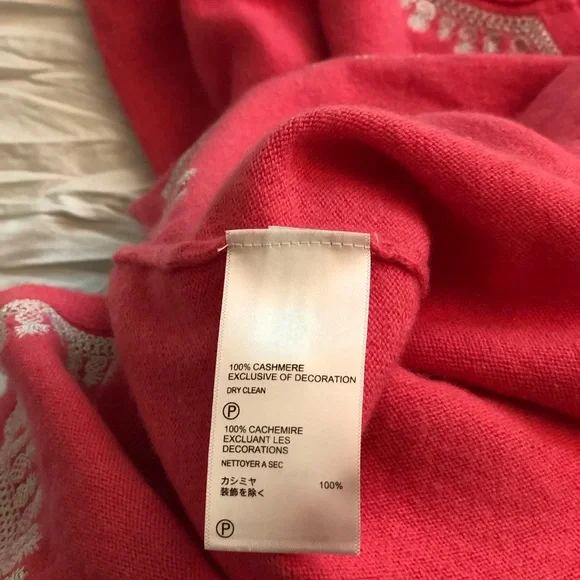 100% CASHMERE
EXCLUSIVE OF DECORATION
DRY CLEAN
P
100% CACHEMIRE
EXCLUANT LES
DECORATIONS
NETTOYER A SEC
カシミヤ 100%
装飾を除く
P